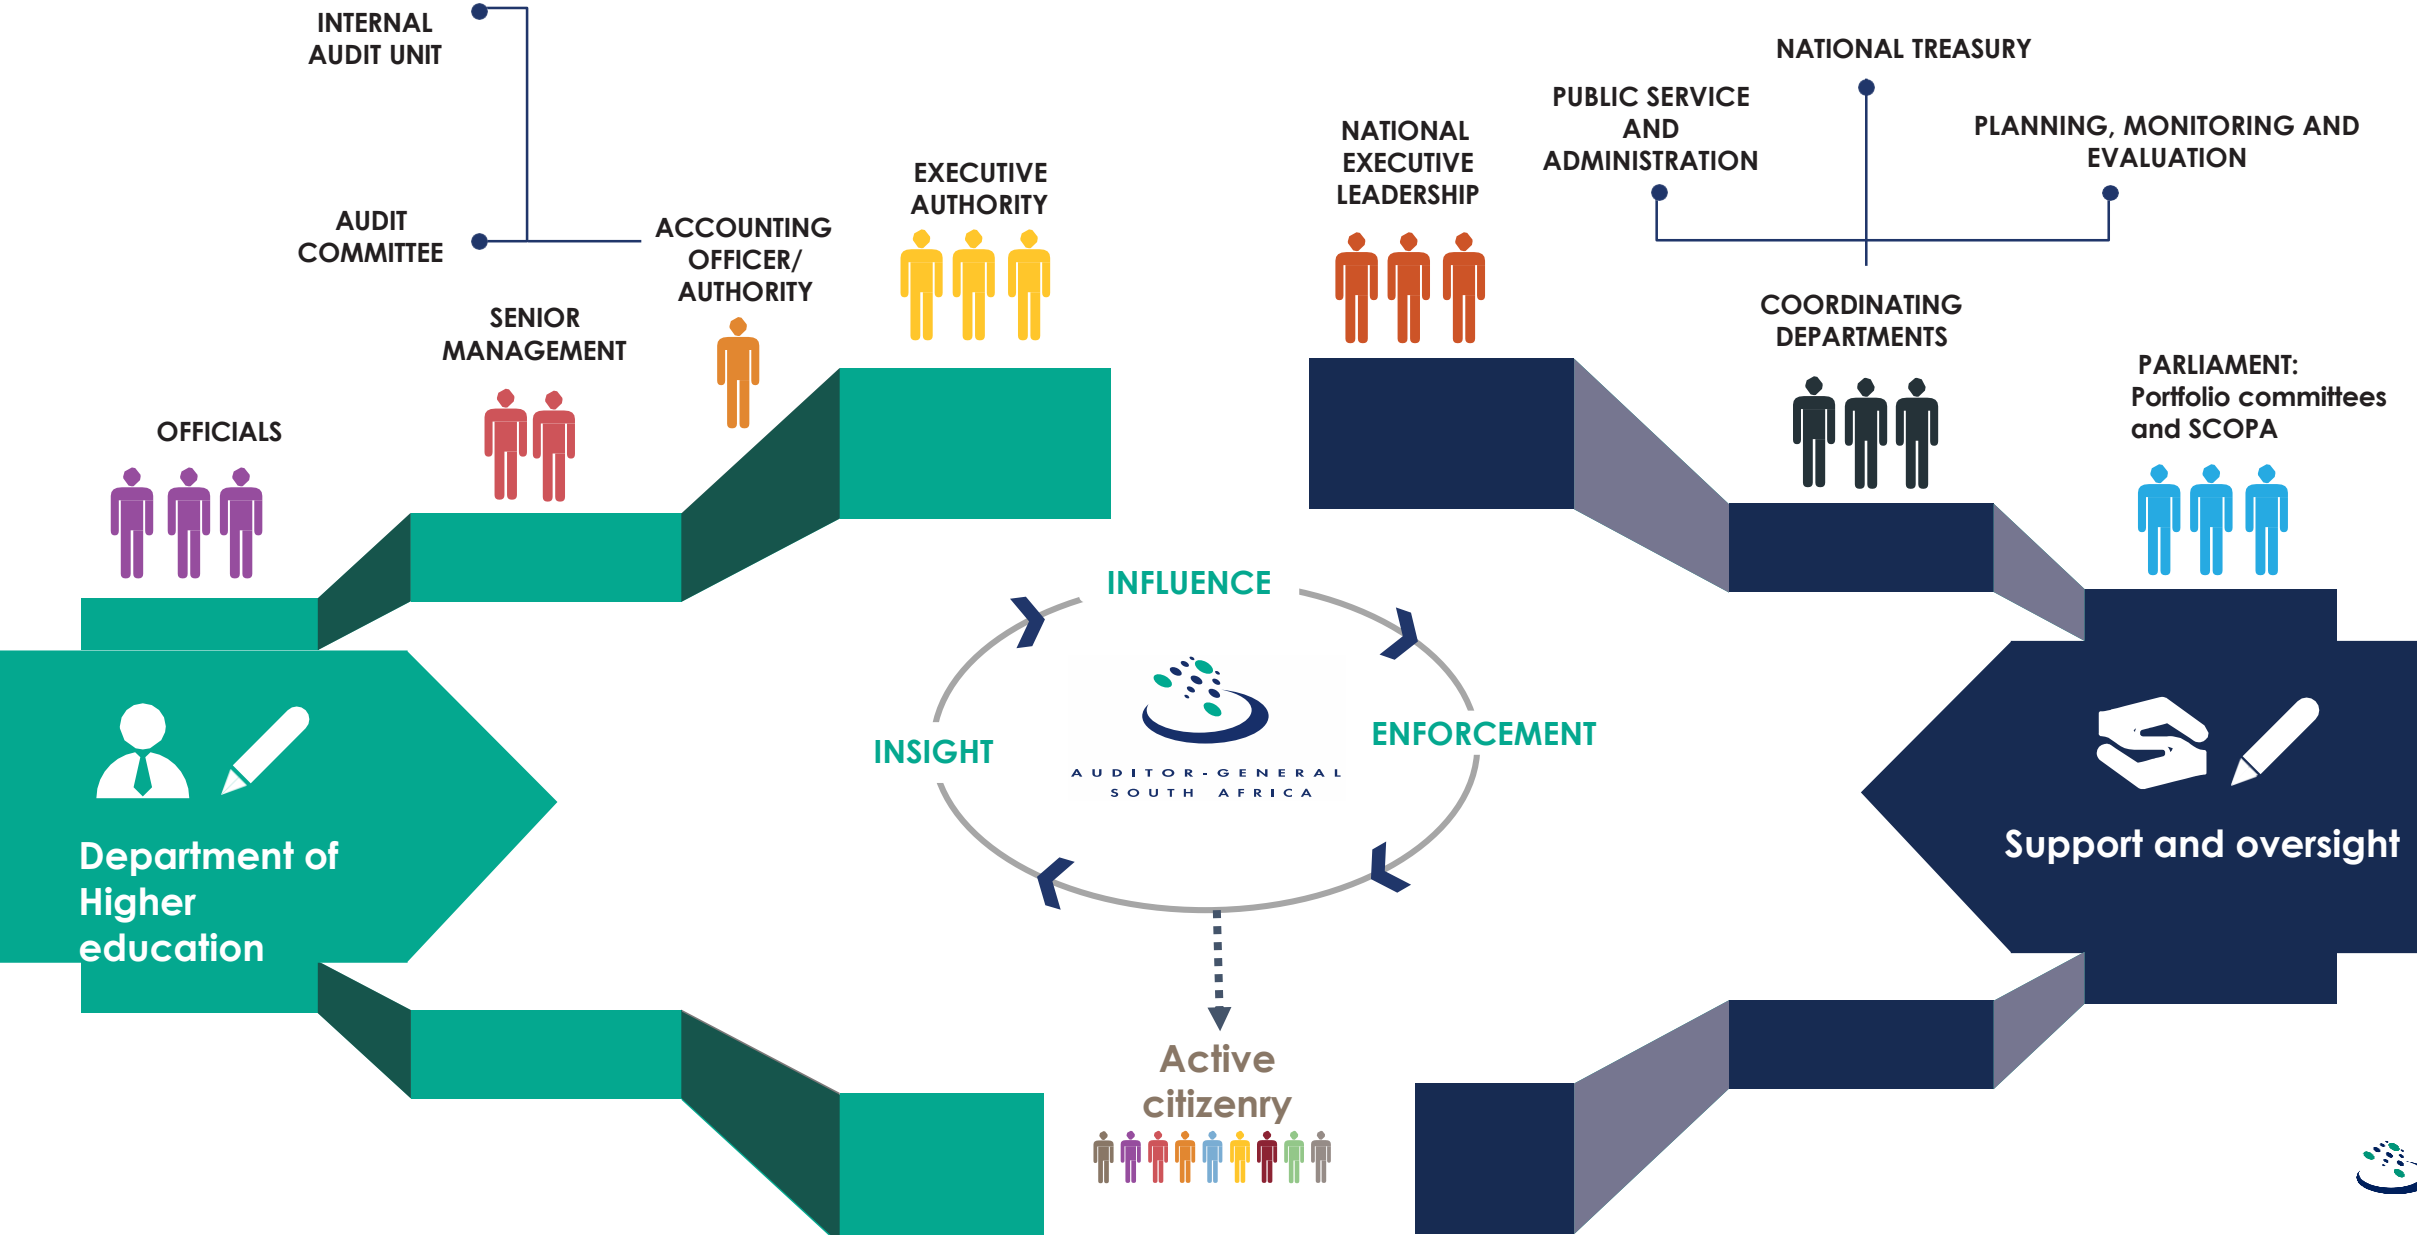 INTERNAL
AUDIT UNIT
AUDIT
COMMITTEE
ACCOUNTING
OFFICER/
AUTHORITY
EXECUTIVE
AUTHORITY
SENIOR
MANAGEMENT
OFFICIALS
NATIONAL
EXECUTIVE
LEADERSHIP
PUBLIC SERVICE
AND
ADMINISTRATION
NATIONAL TREASURY
PLANNING, MONITORING AND
EVALUATION
COORDINATING
DEPARTMENTS
PARLIAMENT:
Portfolio committees
and SCOPA
INFLUENCE
ENFORCEMENT
INSIGHT
AUDITOR-GENERAL
SOUTH AFRICA
Department of
Higher
education
Support and oversight
Active
citizenry